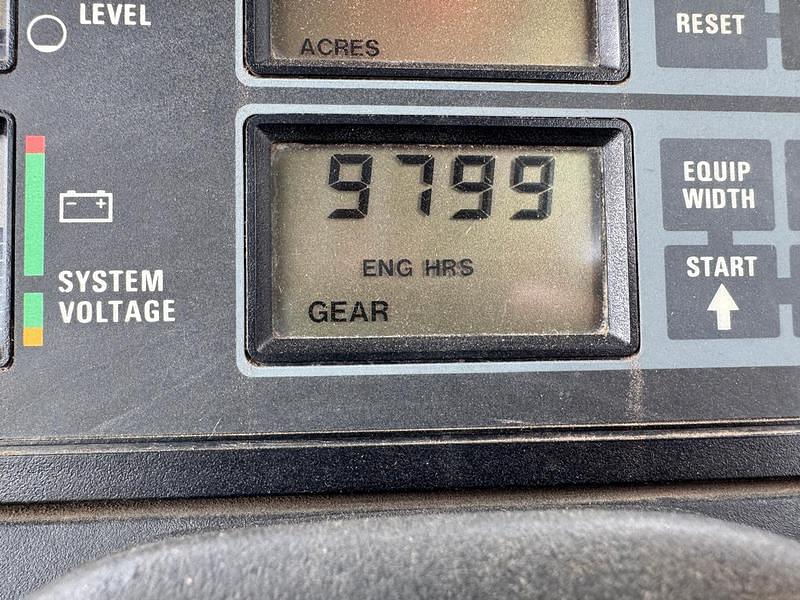 LEVEL
ACRES
RESET
9799
ENG HRS
GEAR
SYSTEM
VOLTAGE
EQUIP
WIDTH
START